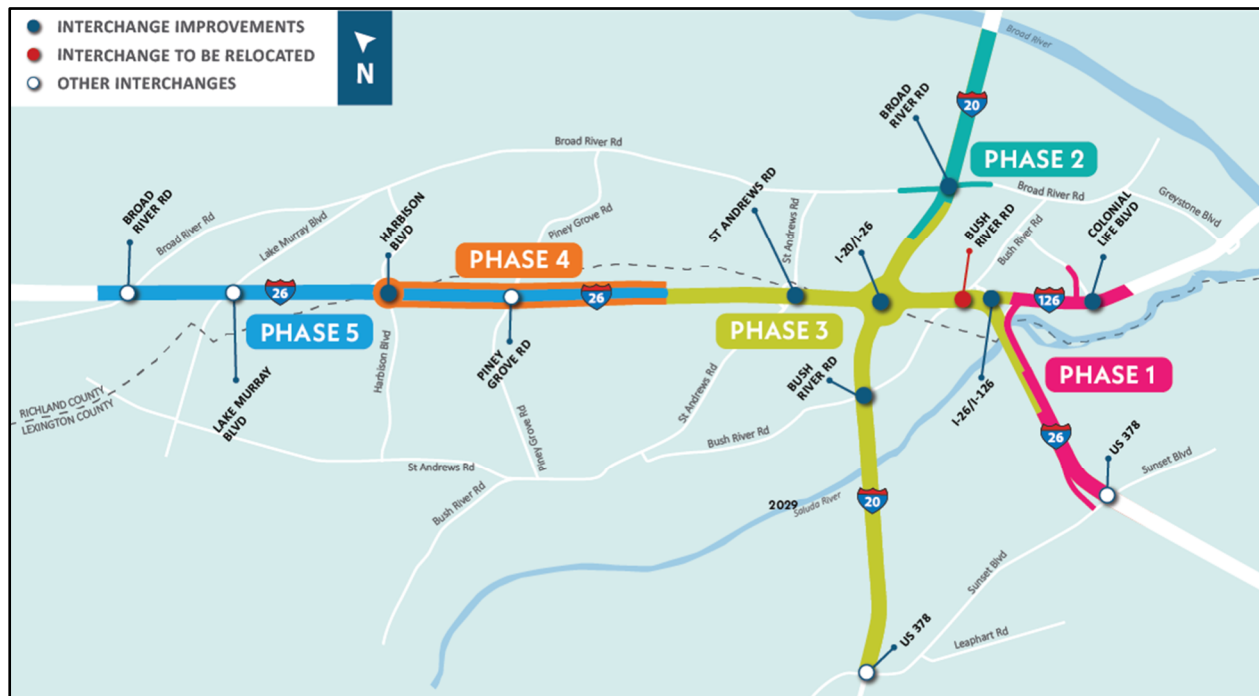 INTERCHANGE IMPROVEMENTS
INTERCHANGE TO BE RELOCATED
OTHER INTERCHANGES
N
Broad River
20
BROAD
RIVER RD
PHASE 2
Broad River Rd
Broad River Rd
Greystone Blvd
COLONIAL
LIFE BLVD
BUSH
RIVER RD
Bush River Rd
ST ANDREWS RD
St Andrews Rd
I-20/I-26
BROAD
RIVER RD
Broad River Rd
Lake Murray Blvd
HARBISON
BLVD
Piney Grove Rd
PHASE 4
26
26
126
PHASE 5
PHASE 3
PHASE 1
LAKE MURRAY
BLVD
Harbison Blvd
PINEY
GROVE RD
St Andrews Rd
BUSH
RIVER RD
I-26/I-126
RICHLAND COUNTY
LEXINGTON COUNTY
Piney Grove Rd
Bush River Rd
26
US 378
Sunset Blvd
St Andrews Rd
Bush River Rd
2029
Saluda River
20
Sunset Blvd
Leaphart Rd
US 378